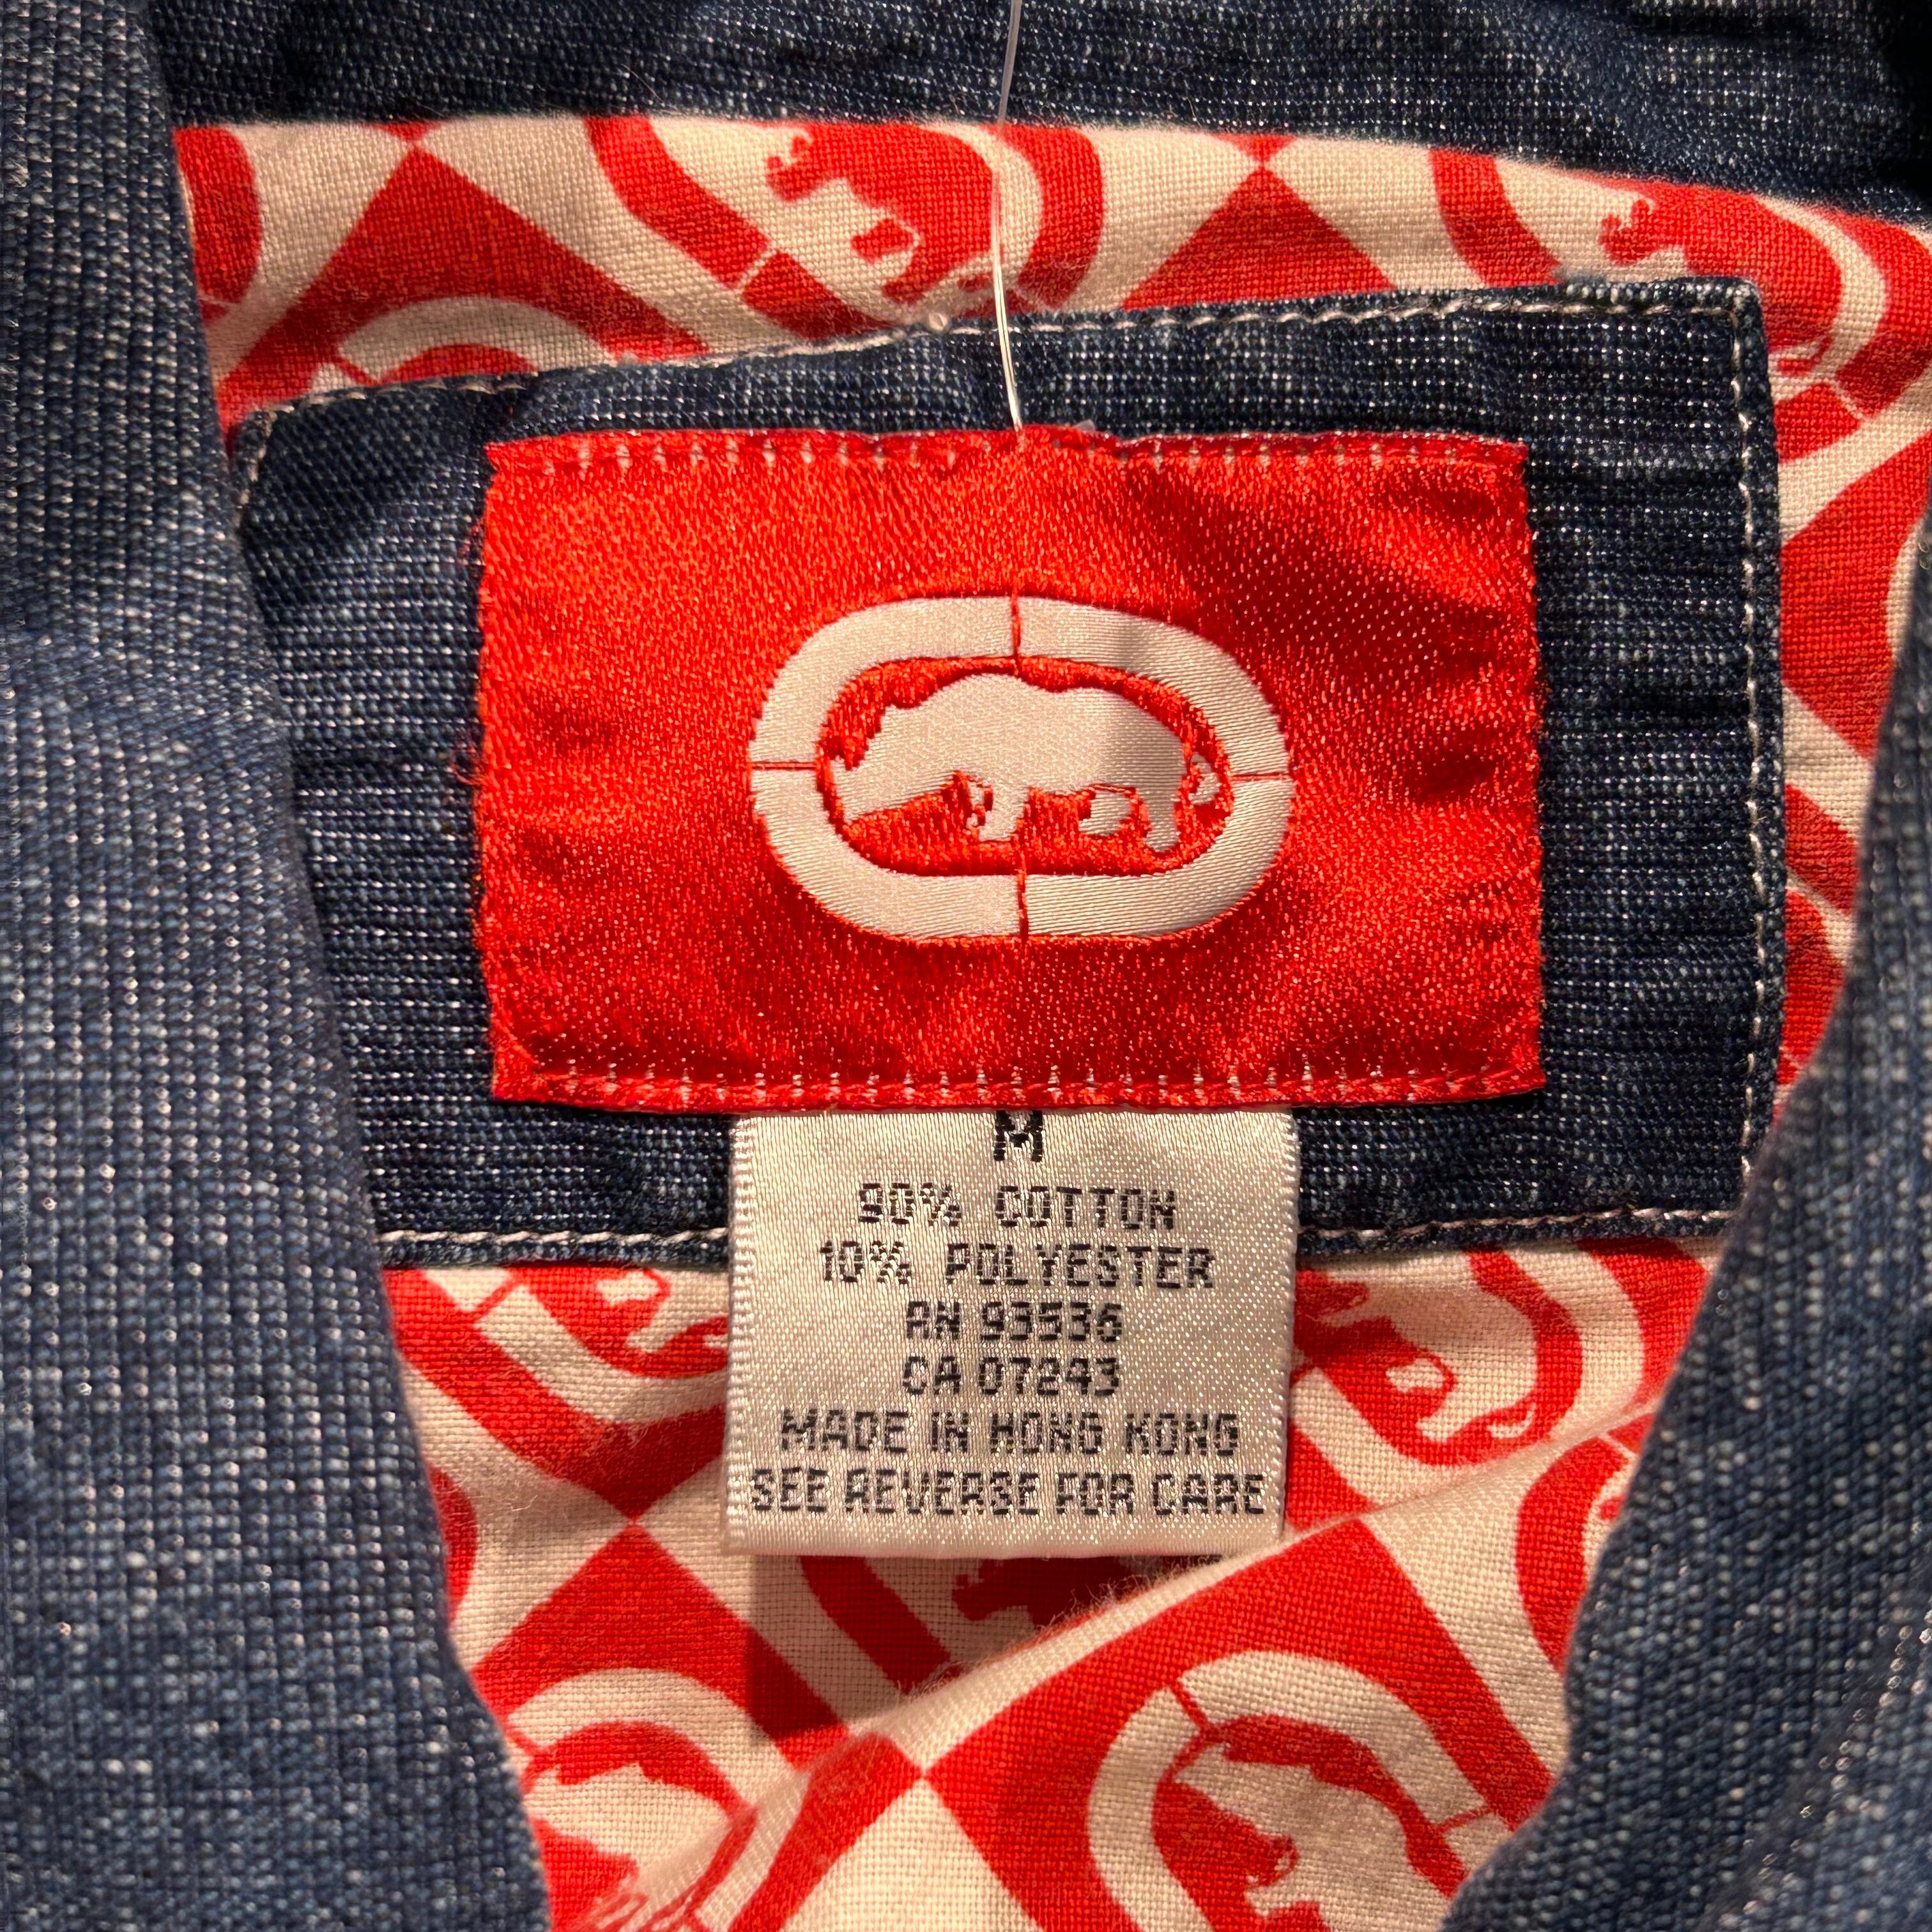 M
90% COTTON
10% POLYESTER
RN 93536
CA 07243
MADE IN HONG KONG
SEE REVERSE FOR CARE